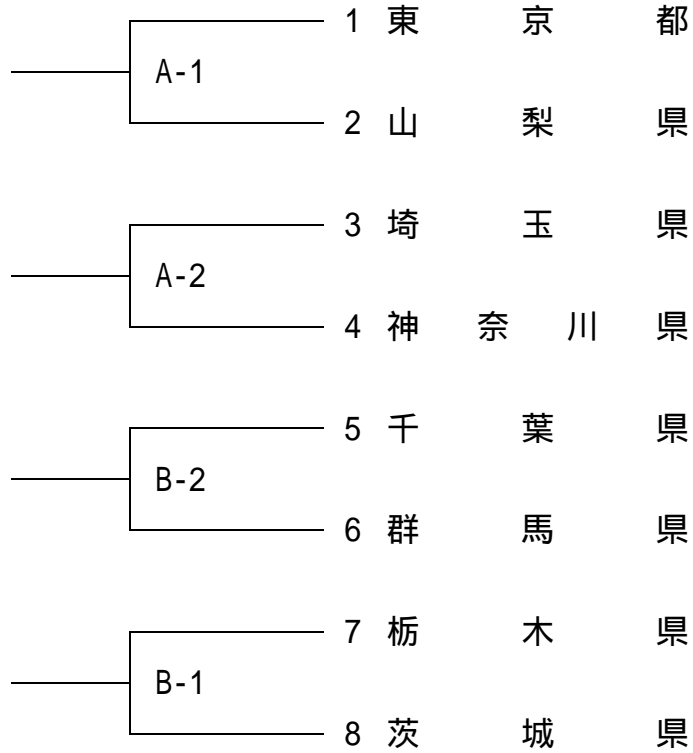 1 東京都
A-1
2 山梨県
3 埼玉県
A-2
4 神奈川県
5 千葉県
B-2
6 群馬県
7 栃木県
B-1
8 茨城県